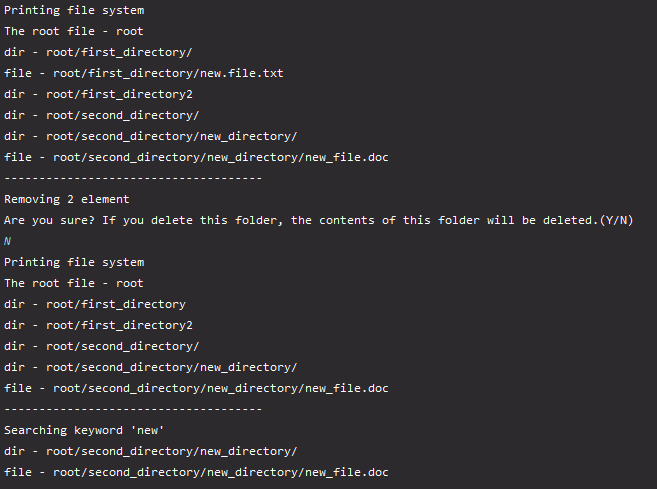 Printing file system
The root file - root
dir - root/first_directory/
file - root/first_directory/new.file.txt
dir - root/first_directory2
dir - root/second_directory/
dir - root/second_directory/new_directory/
file - root/second_directory/new_directory/new_file.doc
-------------------------------------
Removing 2 element
Are you sure? If you delete this folder, the contents of this folder will be deleted.(Y/N)
N
Printing file system
The root file - root
dir - root/first_directory
dir - root/first_directory2
dir - root/second_directory/
dir - root/second_directory/new_directory/
file - root/second_directory/new_directory/new_file.doc
-------------------------------------
Searching keyword 'new'
dir - root/second_directory/new_directory/
file - root/second_directory/new_directory/new_file.doc